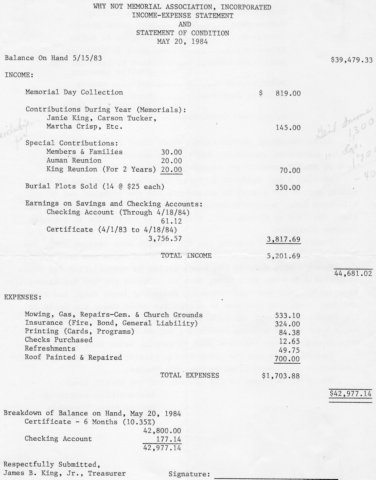 WHY NOT MEMORIAL ASSOCIATION, INCORPORATED
INCOME-EXPENSE STATEMENT
AND
STATEMENT OF CONDITION
MAY 20, 1984
Balance On Hand 5/15/83 $39,479.33
INCOME:
Memorial Day Collection $ 819.00
Contributions During Year (Memorials):
Janie King, Carson Tucker,
Martha Crisp, Etc. 145.00
Special Contributions:
Members & Families 30.00
Auman Reunion 20.00
King Reunion (For 2 Years) 20.00 70.00
Burial Plots Sold (14 @ $25 each) 350.00
Earnings on Savings and Checking Accounts:
Checking Account (Through 4/18/84)
61.12
Certificate (4/1/83 to 4/18/84)
3,756.57 3,817.69
TOTAL INCOME 5,201.69
44,681.02
EXPENSES:
Mowing, Gas, Repairs-Cem. & Church Grounds 533.10
Insurance (Fire, Bond, General Liability) 324.00
Printing (Cards, Programs) 84.38
Checks Purchased 12.65
Refreshments 49.75
Roof Painted & Repaired 700.00
TOTAL EXPENSES $1,703.88
$42,977.14
Breakdown of Balance on Hand, May 20, 1984
Certificate - 6 Months (10.35%)
42,800.00
Checking Account 177.14
42,977.14
Respectfully Submitted,
James B. King, Jr., Treasurer Signature: